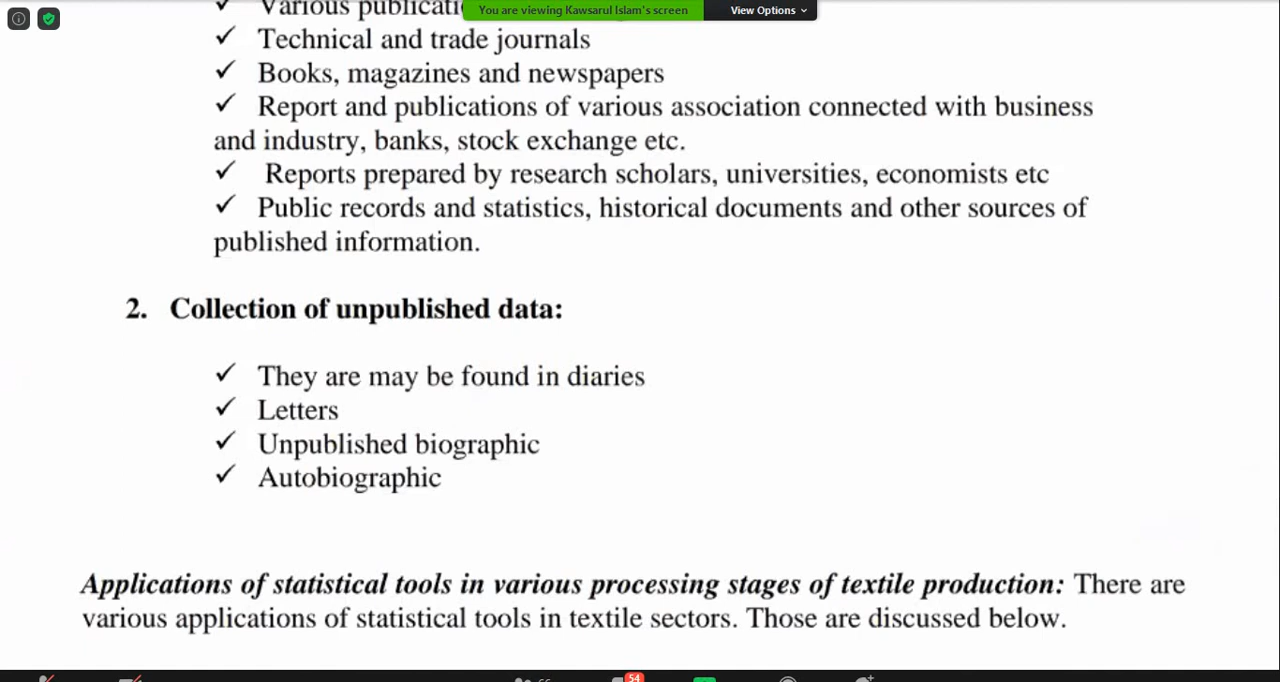 Various publicati
You are viewing Kawsarul Islam's screen
View Options
✓ Technical and trade journals
✓ Books, magazines and newspapers
✓ Report and publications of various association connected with business
and industry, banks, stock exchange etc.
✓ Reports prepared by research scholars, universities, economists etc
✓ Public records and statistics, historical documents and other sources of
published information.
2. Collection of unpublished data:
✓ They are may be found in diaries
✓ Letters
✓ Unpublished biographic
✓ Autobiographic
Applications of statistical tools in various processing stages of textile production: There are
various applications of statistical tools in textile sectors. Those are discussed below.
54